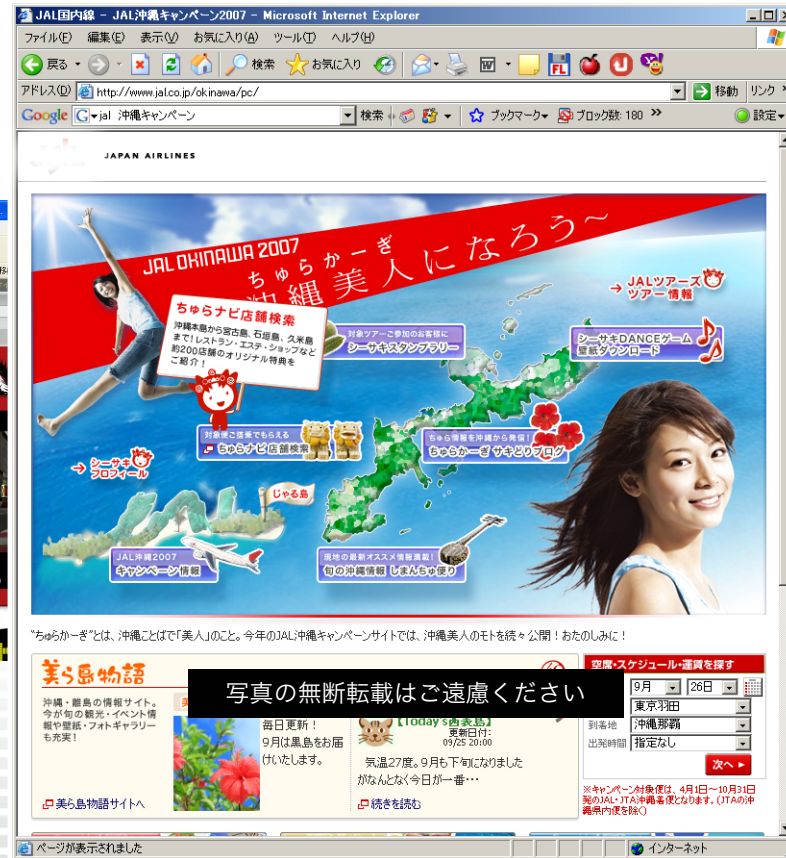 JAL国内線 - JAL沖縄キャンペーン2007 - Microsoft Internet Explorer
ファイル(F) 編集(E) 表示(V) お気に入り(A) ツール(T) ヘルプ(H)
戻る 検索 お気に入り
アドレス(D) http://www.jal.co.jp/okinawa/pc/ 移動 リンク
Google jal 沖縄キャンペーン 検索 ブックマーク ブロック数: 180 設定
JAPAN AIRLINES
JAL OKINAWA 2007
ちゅらかーぎ
沖縄美人になろう～
JALツアーズ
ツアー情報
ちゅらナビ店舗検索
沖縄本島から宮古島、石垣島、久米島
まで!レストラン・エステ・ショップなど
約200店舗のオリジナル特典を
ご紹介!
対象ツアーご参加のお客様に
シーサキスタンプラリー
シーサキDANCEゲーム
壁紙ダウンロード
対象便ご搭乗でもらえる
ちゅらナビ店舗検索
ちゅら情報を沖縄から発信!
ちゅらかーぎ サキどりブログ
シーサキ
プロフィール
じゃる島
JAL沖縄2007
キャンペーン情報
現地の最新オススメ情報満載!
旬の沖縄情報 しまんちゅ便り
“ちゅらかーぎ”とは、沖縄ことばで「美人」のこと。今年のJAL沖縄キャンペーンサイトでは、沖縄美人のモトを続々公開!おたのしみに!
美ら島物語
沖縄・離島の情報サイト。
今が旬の観光・イベント情
報や壁紙・フォトギャラリー
も充実!
美ら島物語サイトへ
写真の無断転載はご遠慮ください
毎日更新!
9月は黒島をお届
けいたします。
【Today's西表島】
更新日付:
09/25 20:00
気温27度。9月も下旬になりました
がなんとなく今日が一番…
続きを読む
空席・スケジュール・運賃を探す
9月 26日
東京羽田
到着地 沖縄那覇
出発時間 指定なし
次へ
※キャンペーン対象便は、4月1日～10月31日
発のJAL・JTA沖縄各便となります。(JTAの沖
縄県内便を除く)
ページが表示されました インターネット